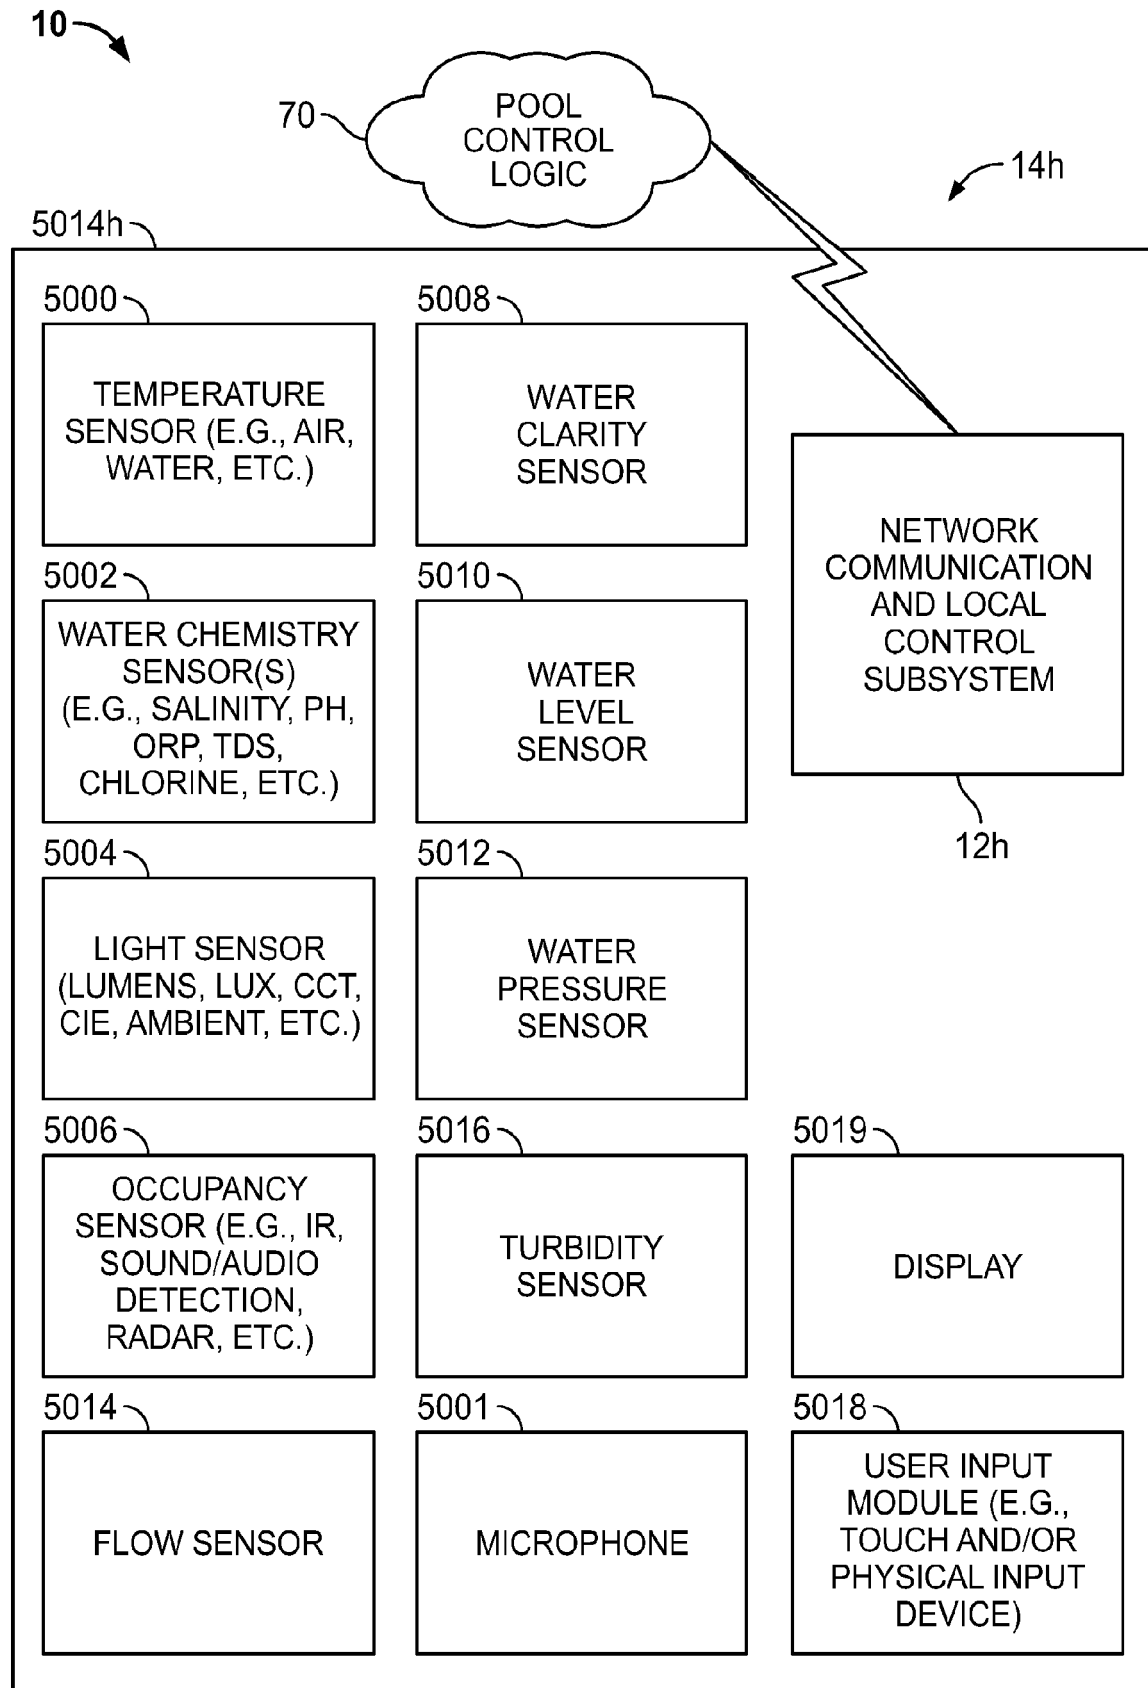 10
POOL
CONTROL
LOGIC
70
14h
5014h
5000
TEMPERATURE
SENSOR (E.G., AIR,
WATER, ETC.)
5008
WATER
CLARITY
SENSOR
NETWORK
COMMUNICATION
AND LOCAL
CONTROL
SUBSYSTEM
12h
5002
WATER CHEMISTRY
SENSOR(S)
(E.G., SALINITY, PH,
ORP, TDS,
CHLORINE, ETC.)
5010
WATER
LEVEL
SENSOR
5004
LIGHT SENSOR
(LUMENS, LUX, CCT,
CIE, AMBIENT, ETC.)
5012
WATER
PRESSURE
SENSOR
5006
OCCUPANCY
SENSOR (E.G., IR,
SOUND/AUDIO
DETECTION,
RADAR, ETC.)
5016
TURBIDITY
SENSOR
5019
DISPLAY
5014
FLOW SENSOR
5001
MICROPHONE
5018
USER INPUT
MODULE (E.G.,
TOUCH AND/OR
PHYSICAL INPUT
DEVICE)